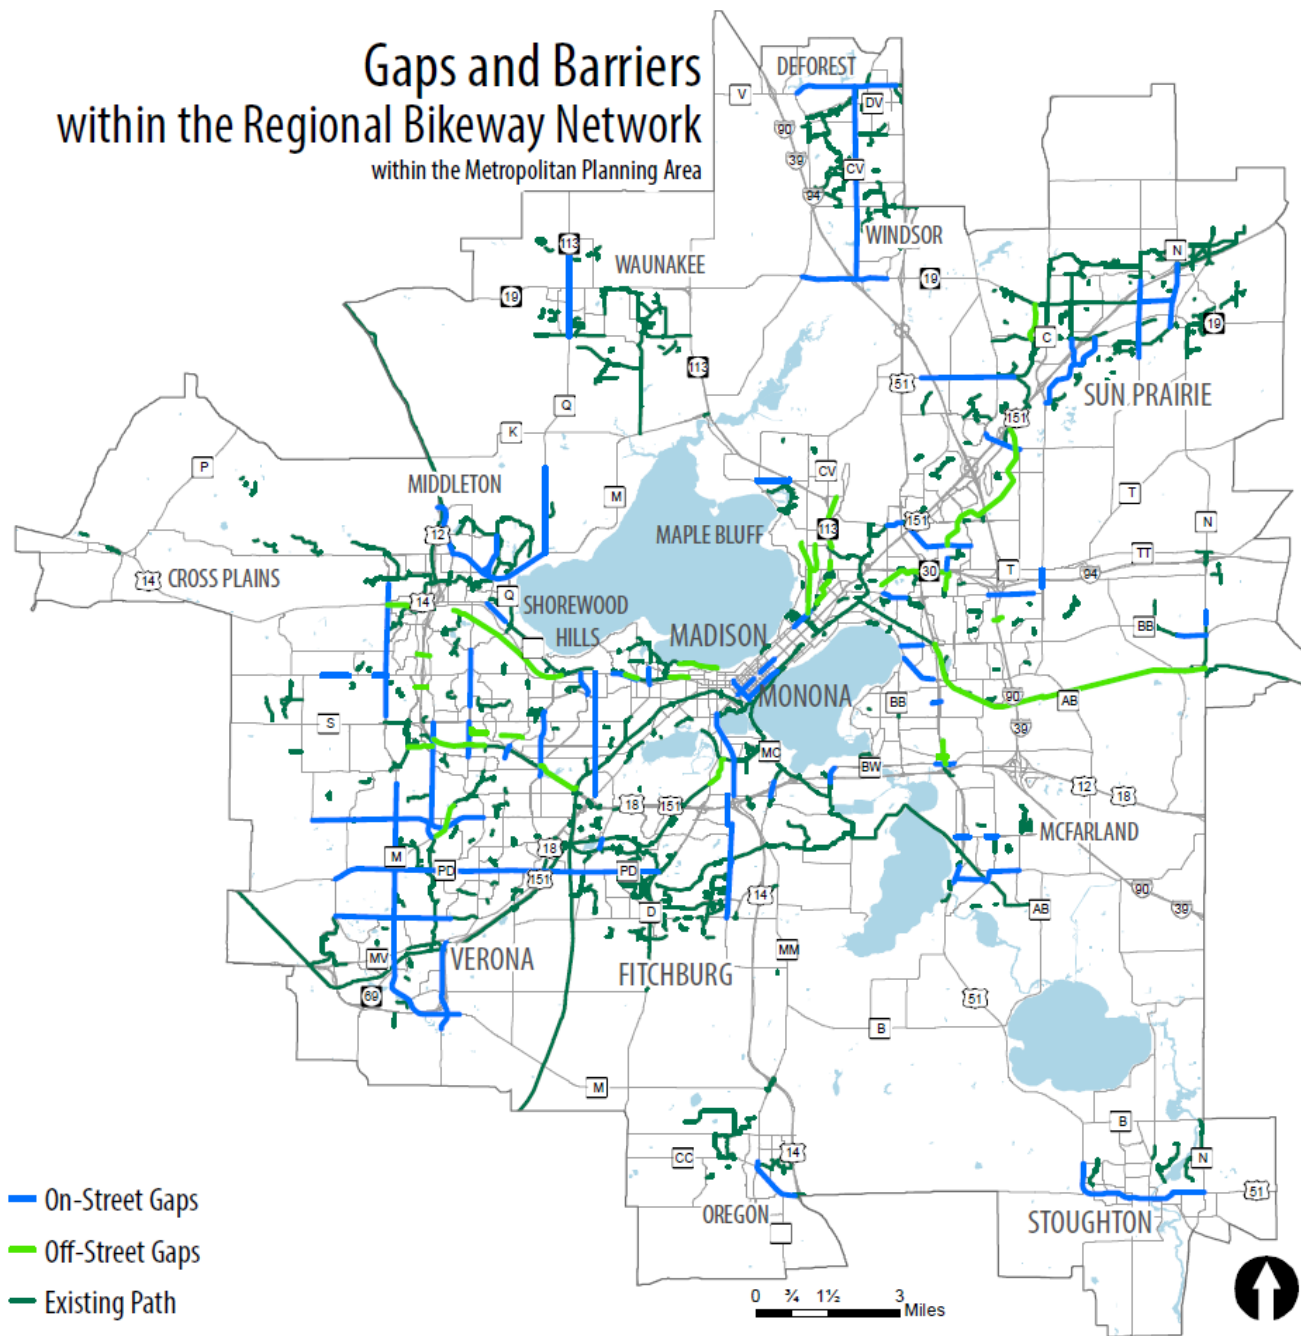 Gaps and Barriers
within the Regional Bikeway Network
within the Metropolitan Planning Area
DEFOREST
V
DV
90
39
CV
94
WINDSOR
113
WAUNAKEE
N
19
19
C
19
113
51
SUN PRAIRIE
Q
151
K
P
MIDDLETON
M
CV
T
N
12
MAPLE BLUFF
113
151
TT
14
CROSS PLAINS
30
T
94
14
Q
SHOREWOOD
HILLS
MADISON
BB
S
MONONA
BB
90
AB
39
MC
BW
12
18
18
151
MCFARLAND
M
18
PD
151
PD
90
14
D
AB
39
MV
VERONA
FITCHBURG
MM
69
51
B
M
B
CC
14
N
51
OREGON
STOUGHTON
On-Street Gaps
Off-Street Gaps
Existing Path
0 ¾ 1½ 3
Miles